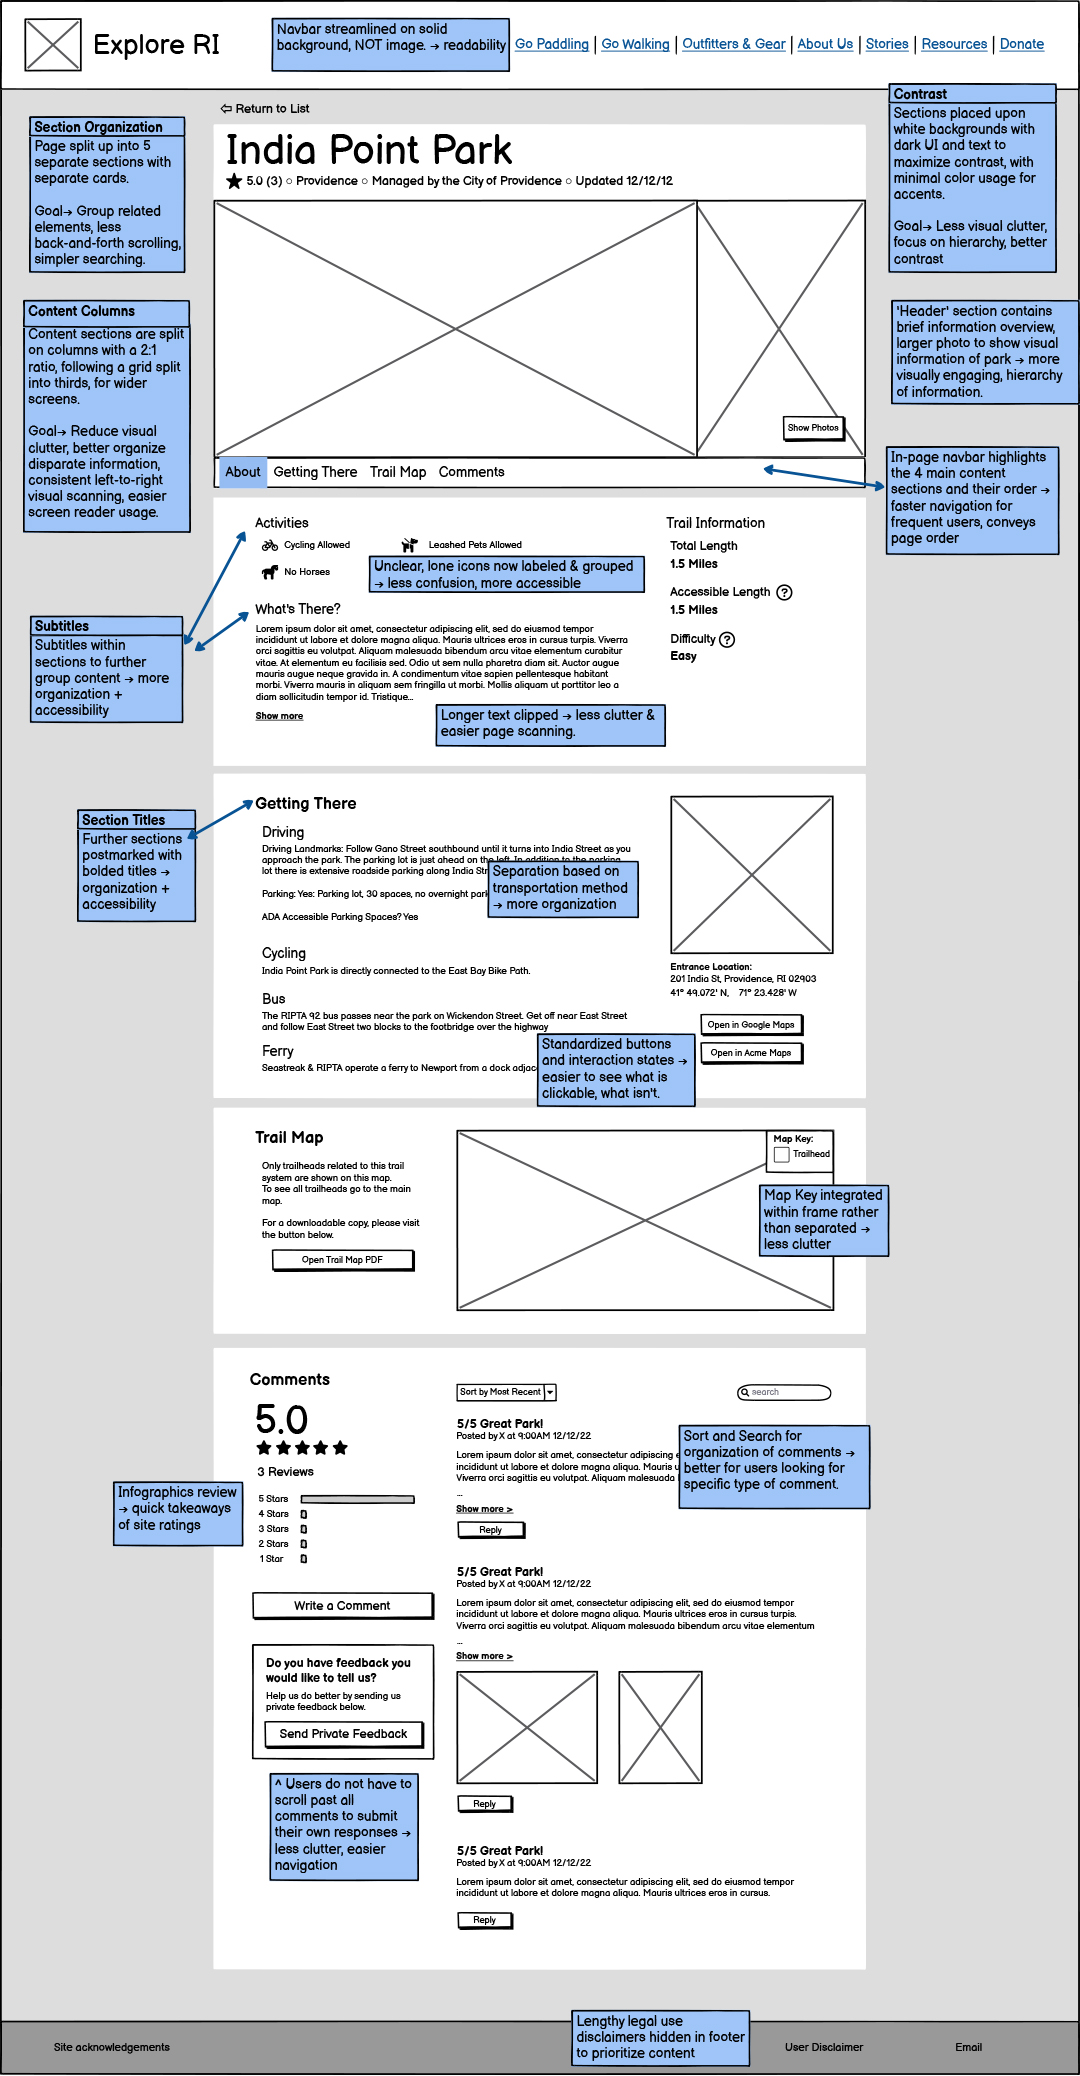 Explore RI
Navbar streamlined on solid
background, NOT image. → readability
Go Paddling | Go Walking | Outfitters & Gear | About Us | Stories | Resources | Donate
Return to List
Section Organization
Page split up into 5
separate sections with
separate cards.
Goal→ Group related
elements, less
back-and-forth scrolling,
simpler searching.
India Point Park
5.0 (3) ○ Providence ○ Managed by the City of Providence ○ Updated 12/12/12
Contrast
Sections placed upon
white backgrounds with
dark UI and text to
maximize contrast, with
minimal color usage for
accents.
Goal→ Less visual clutter,
focus on hierarchy, better
contrast
Content Columns
Content sections are split
on columns with a 2:1
ratio, following a grid split
into thirds, for wider
screens.
Goal→ Reduce visual
clutter, better organize
disparate information,
consistent left-to-right
visual scanning, easier
screen reader usage.
'Header' section contains
brief information overview,
larger photo to show visual
information of park → more
visually engaging, hierarchy
of information.
Show Photos
About Getting There Trail Map Comments
In-page navbar highlights
the 4 main content
sections and their order →
faster navigation for
frequent users, conveys
page order
Activities
Cycling Allowed
Leashed Pets Allowed
No Horses
Unclear, lone icons now labeled & grouped
→ less confusion, more accessible
Trail Information
Total Length
1.5 Miles
Accessible Length ?
1.5 Miles
Difficulty ?
Easy
Subtitles
Subtitles within
sections to further
group content → more
organization +
accessibility
What's There?
Lorem ipsum dolor sit amet, consectetur adipiscing elit, sed do eiusmod tempor
incididunt ut labore et dolore magna aliqua. Mauris ultrices eros in cursus turpis. Viverra
orci sagittis eu volutpat. Aliquam malesuada bibendum arcu vitae elementum curabitur
vitae. At elementum eu facilisis sed. Odio ut sem nulla pharetra diam sit. Auctor augue
mauris augue neque gravida in. A condimentum vitae sapien pellentesque habitant
morbi. Viverra mauris in aliquam sem fringilla ut morbi. Mollis aliquam ut porttitor leo a
diam sollicitudin tempor id. Tristique...
Show more
Longer text clipped → less clutter &
easier page scanning.
Section Titles
Further sections
postmarked with
bolded titles →
organization +
accessibility
Getting There
Driving
Driving Landmarks: Follow Gano Street southbound until it turns into India Street as you
approach the park. The parking lot is just ahead on the left. In addition to the parking
lot there is extensive roadside parking along India Str
Parking: Yes: Parking lot, 30 spaces, no overnight park
ADA Accessible Parking Spaces? Yes
Separation based on
transportation method
→ more organization
Cycling
India Point Park is directly connected to the East Bay Bike Path.
Bus
The RIPTA 92 bus passes near the park on Wickendon Street. Get off near East Street
and follow East Street two blocks to the footbridge over the highway
Ferry
Seastreak & RIPTA operate a ferry to Newport from a dock adjac
Entrance Location:
201 India St, Providence, RI 02903
41° 49.072' N, 71° 23.428' W
Open in Google Maps
Open in Acme Maps
Standardized buttons
and interaction states →
easier to see what is
clickable, what isn't.
Trail Map
Only trailheads related to this trail
system are shown on this map.
To see all trailheads go to the main
map.
For a downloadable copy, please visit
the button below.
Open Trail Map PDF
Map Key:
Trailhead
Map Key integrated
within frame rather
than separated →
less clutter
Comments
5.0
3 Reviews
5 Stars
4 Stars
3 Stars
2 Stars
1 Star
Infographics review
→ quick takeaways
of site ratings
Write a Comment
Do you have feedback you
would like to tell us?
Help us do better by sending us
private feedback below.
Send Private Feedback
^ Users do not have to
scroll past all
comments to submit
their own responses →
less clutter, easier
navigation
Sort by Most Recent
search
5/5 Great Park!
Posted by X at 9:00AM 12/12/22
Lorem ipsum dolor sit amet, consectetur adipiscing e
incididunt ut labore et dolore magna aliqua. Mauris u
Viverra orci sagittis eu volutpat. Aliquam malesuada
...
Show more >
Reply
Sort and Search for
organization of comments →
better for users looking for
specific type of comment.
5/5 Great Park!
Posted by X at 9:00AM 12/12/22
Lorem ipsum dolor sit amet, consectetur adipiscing elit, sed do eiusmod tempor
incididunt ut labore et dolore magna aliqua. Mauris ultrices eros in cursus turpis.
Viverra orci sagittis eu volutpat. Aliquam malesuada bibendum arcu vitae elementum
...
Show more >
Reply
5/5 Great Park!
Posted by X at 9:00AM 12/12/22
Lorem ipsum dolor sit amet, consectetur adipiscing elit, sed do eiusmod tempor
incididunt ut labore et dolore magna aliqua. Mauris ultrices eros in cursus.
Reply
Site acknowledgements
Lengthy legal use
disclaimers hidden in footer
to prioritize content
User Disclaimer
Email